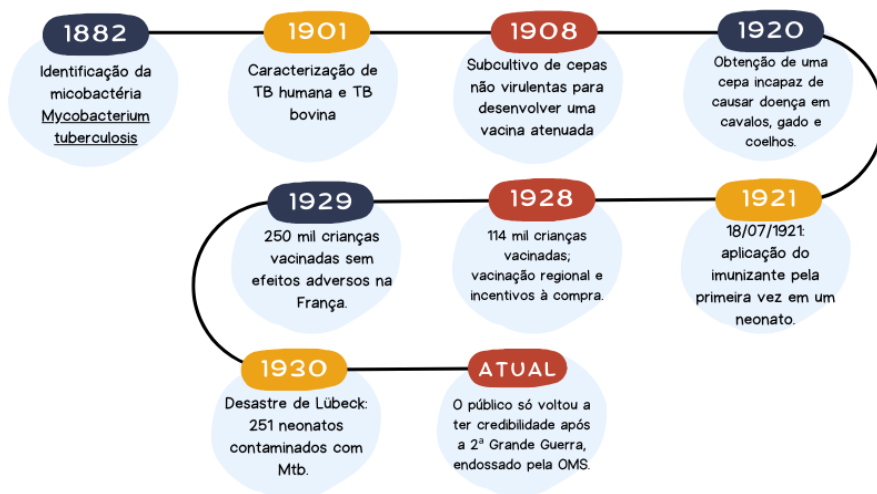 1882
Identificação da
micobactéria
Mycobacterium
tuberculosis
1901
Caracterização de
TB humana e TB
bovina
1908
Subcultivo de cepas
não virulentas para
desenvolver uma
vacina atenuada
1920
Obtenção de uma
cepa incapaz de
causar doença em
cavalos, gado e
coelhos.
1921
18/07/1921:
aplicação do
imunizante pela
primeira vez em um
neonato.
1928
114 mil crianças
vacinadas;
vacinação regional e
incentivos à compra.
1929
250 mil crianças
vacinadas sem
efeitos adversos na
França.
1930
Desastre de Lübeck:
251 neonatos
contaminados com
Mtb.
ATUAL
O público só voltou a
ter credibilidade após
a 2ª Grande Guerra,
endossado pela OMS.